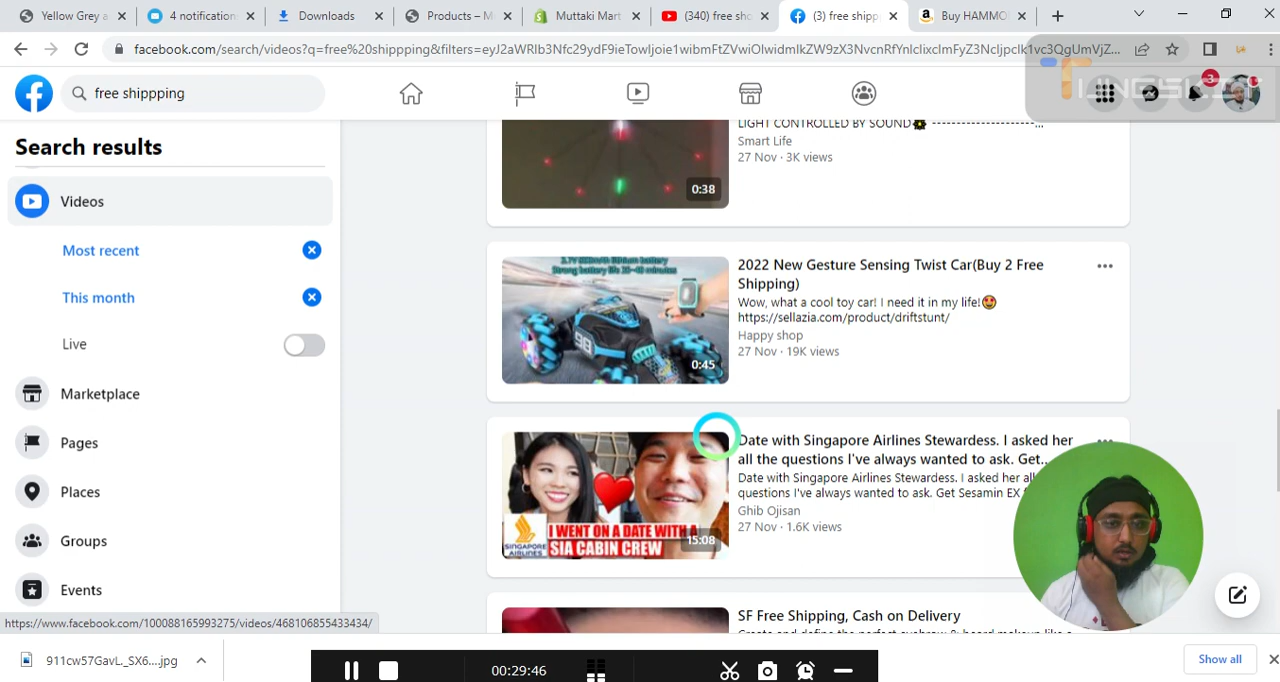 Yellow Grey a
4 notification
Downloads
Products – M
Muttaki Mart
(340) free sho
(3) free shipp
Buy HAMMO
facebook.com/search/videos?q=free%20shippping&filters=
free shippping
TUNGSKIT
3
Search results
Videos
Most recent
This month
Live
Marketplace
Pages
Places
Groups
Events
LIGHT CONTROLLED BY SOUND --------------------...
Smart Life
27 Nov · 3K views
0:38
2022 New Gesture Sensing Twist Car(Buy 2 Free
Shipping)
Wow, what a cool toy car! I need it in my life!😍
https://sellazia.com/product/driftstunt/
Happy shop
27 Nov · 19K views
98
0:45
Date with Singapore Airlines Stewardess. I asked her
all the questions I've always wanted to ask. Get...
Date with Singapore Airlines Stewardess. I asked her all
questions I've always wanted to ask. Get Sesamin EX
Ghib Ojisan
27 Nov · 1.6K views
SINGAPORE
AIRLINES
I WENT ON A DATE WITH A
SIA CABIN CREW
15:08
SF Free Shipping, Cash on Delivery
https://www.facebook.com/100088165993275/videos/468106855433434/
911cw57GavL._SX6....jpg
00:29:46
Show all